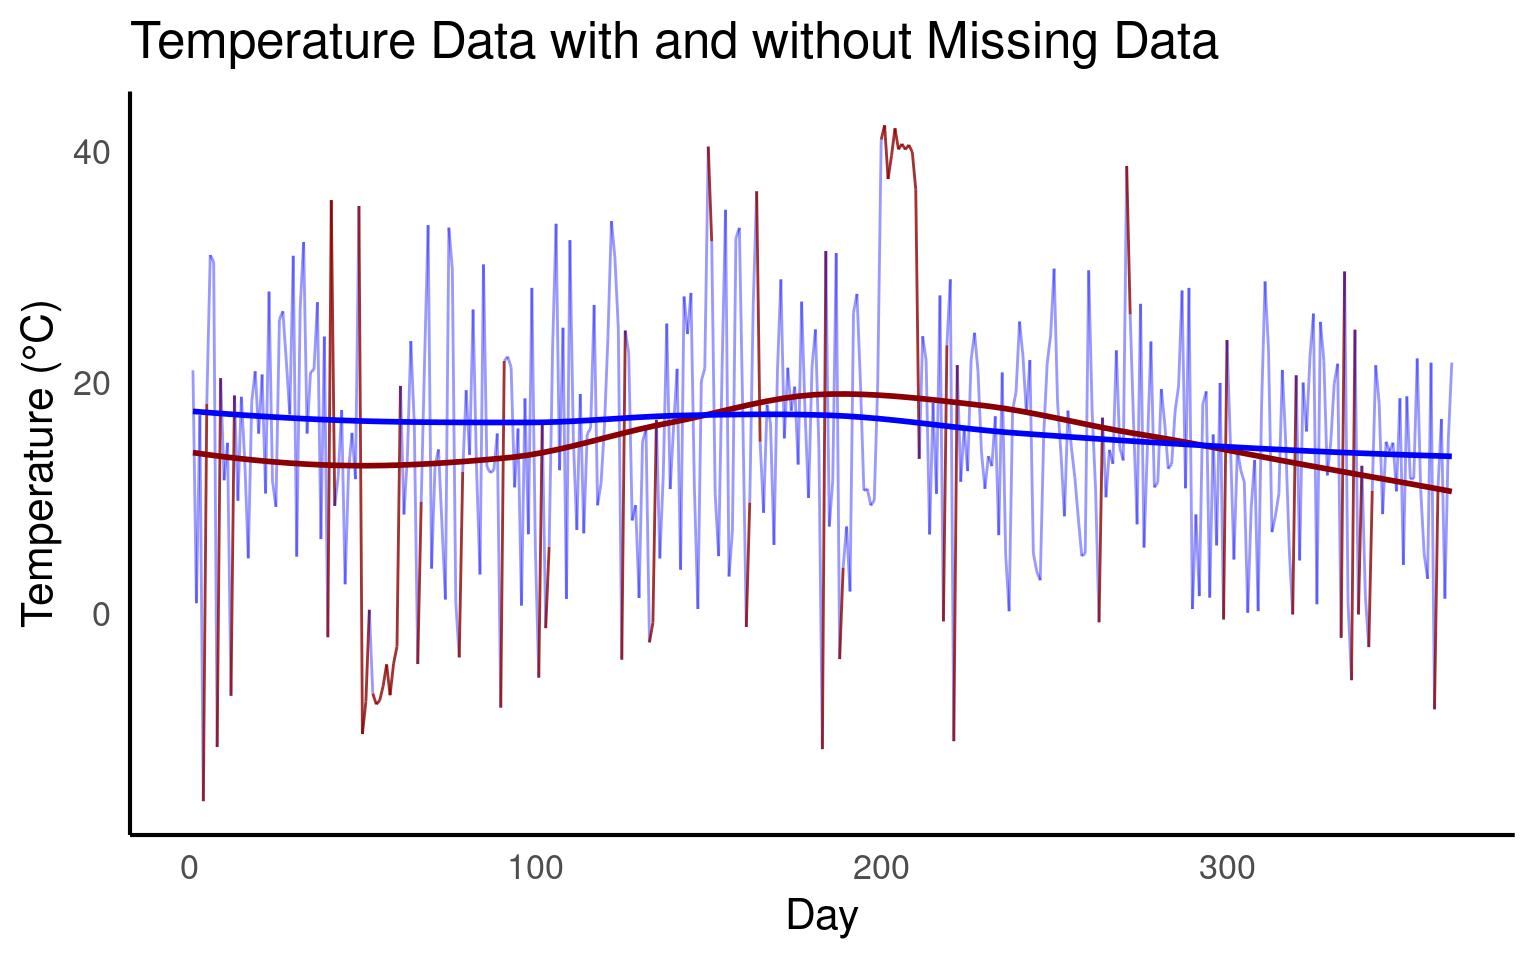 Temperature Data with and without Missing Data
Temperature (°C)
40
20
0
0 100 200 300
Day